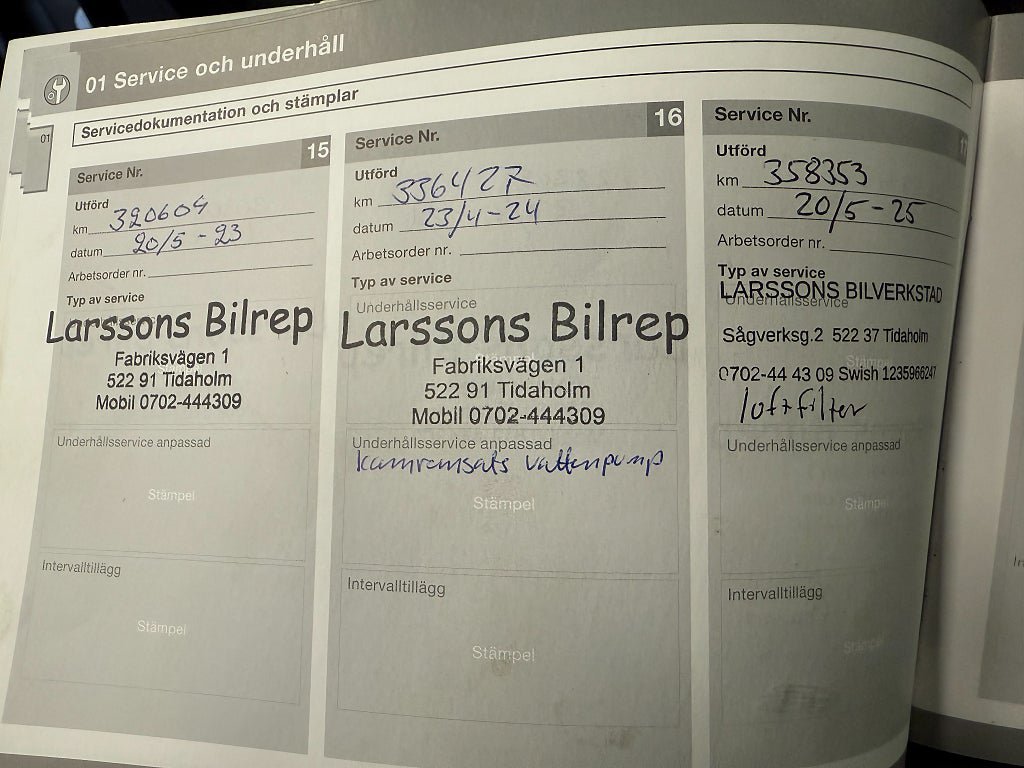 01 Service och underhåll
01
Servicedokumentation och stämplar
Service Nr. 15
Utförd
km 320604
datum 20/5 - 23
Arbetsorder nr.
Typ av service
Larssons Bilrep
Fabriksvägen 1
522 91 Tidaholm
Mobil 0702-444309
Underhållsservice anpassad
Stämpel
Intervalltillägg
Stämpel
Service Nr. 16
Utförd
km 336427
datum 23/4-24
Arbetsorder nr.
Typ av service
Underhållsservice
Larssons Bilrep
Stämpel
Fabriksvägen 1
522 91 Tidaholm
Mobil 0702-444309
Underhållsservice anpassad
kamremsats vattenpump
Stämpel
Intervalltillägg
Stämpel
Service Nr.
Utförd
km 358353
datum 20/5-25
Arbetsorder nr.
Typ av service
LARSSONS BILVERKSTAD
Underhållsservice
Sågverksg.2 522 37 Tidaholm
Stämpel
0702-44 43 09 Swish 1235966247
luftfilter
Underhållsservice anpassad
Stämpel
Intervalltillägg
Stämpel